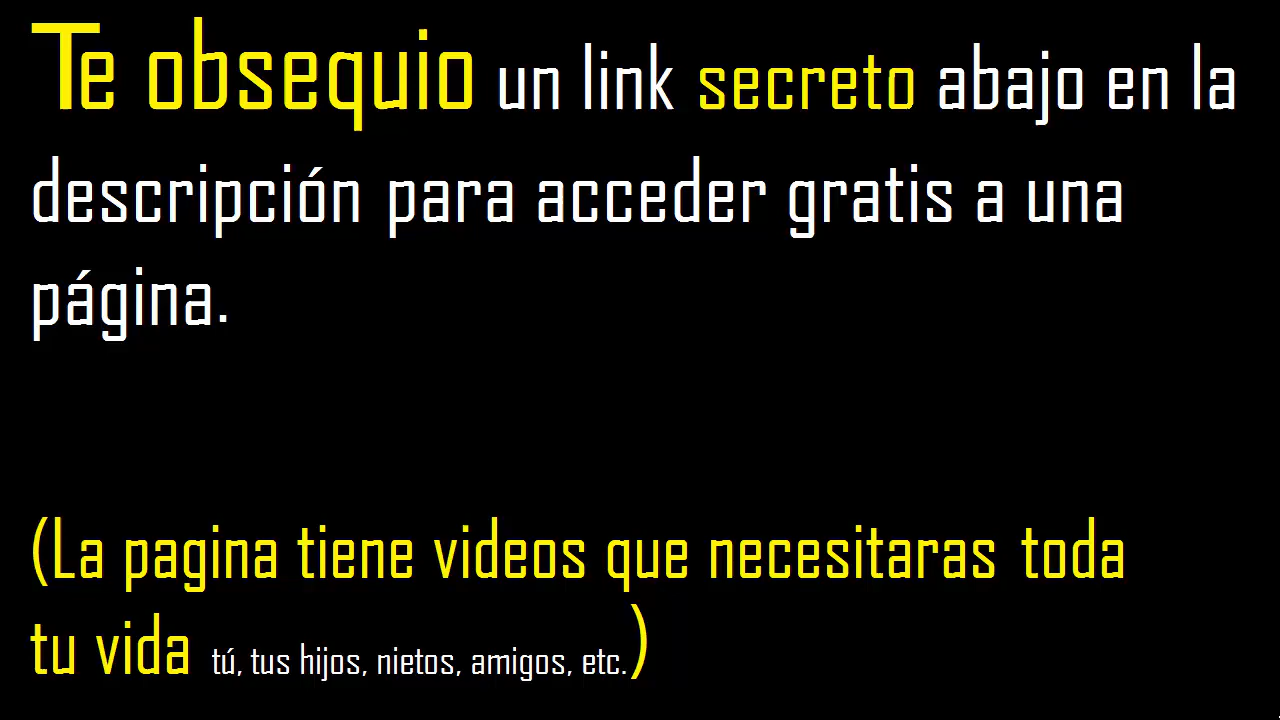 Te obsequio un link secreto abajo en la
descripción para acceder gratis a una
página.
(La pagina tiene videos que necesitaras toda
tu vida tú, tus hijos, nietos, amigos, etc.)